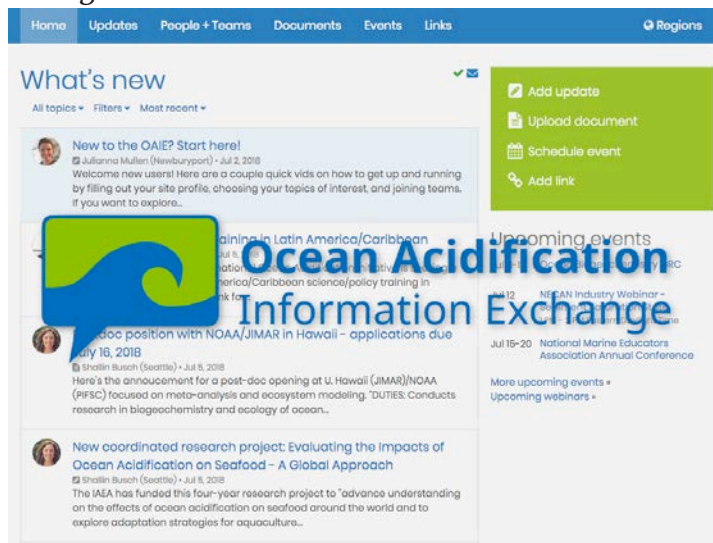 Home Updates People + Teams Documents Events Links Regions
What's new
All topics Filters Most recent
New to the OAIE? Start here!
Julianna Mullen (Newburyport) • Jul 2, 2018
Welcome new users! Here are a couple quick vids on how to get up and running
by filling out your site profile, choosing your topics of interest, and joining teams.
If you want to explore...
Add update
Upload document
Schedule event
Add link
in Latin America/Caribbean
Jul 5, 2018
science/policy training in
Ocean Acidification
Information Exchange
Upcoming events
NECAN Industry Webinar -
Jul 15-20 National Marine Educators
Association Annual Conference
More upcoming events »
Upcoming webinars »
position with NOAA/JIMAR in Hawaii - applications due
July 16, 2018
Shallin Busch (Seattle) • Jul 5, 2018
Here's the annoucement for a post-doc opening at U. Hawaii (JIMAR)/NOAA
(PIFSC) focused on meta-analysis and ecosystem modeling. "DUTIES: Conducts
research in biogeochemistry and ecology of ocean...
New coordinated research project: Evaluating the Impacts of
Ocean Acidification on Seafood - A Global Approach
Shallin Busch (Seattle) • Jul 5, 2018
The IAEA has funded this four-year research project to "advance understanding
on the effects of ocean acidification on seafood around the world and to
explore adaptation strategies for aquaculture...